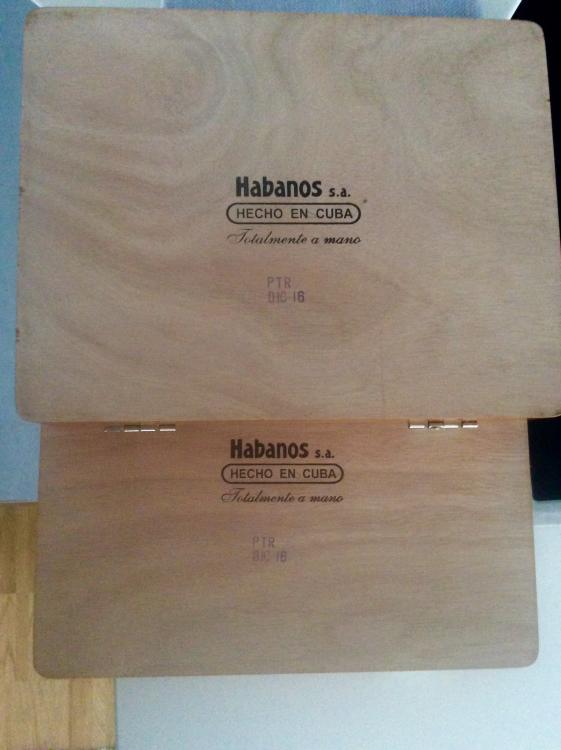 Habanos s.a.
HECHO EN CUBA
Totalmente a mano
PTR
DIC 16
Habanos s.a.
HECHO EN CUBA
Totalmente a mano
PTR
DIC 16